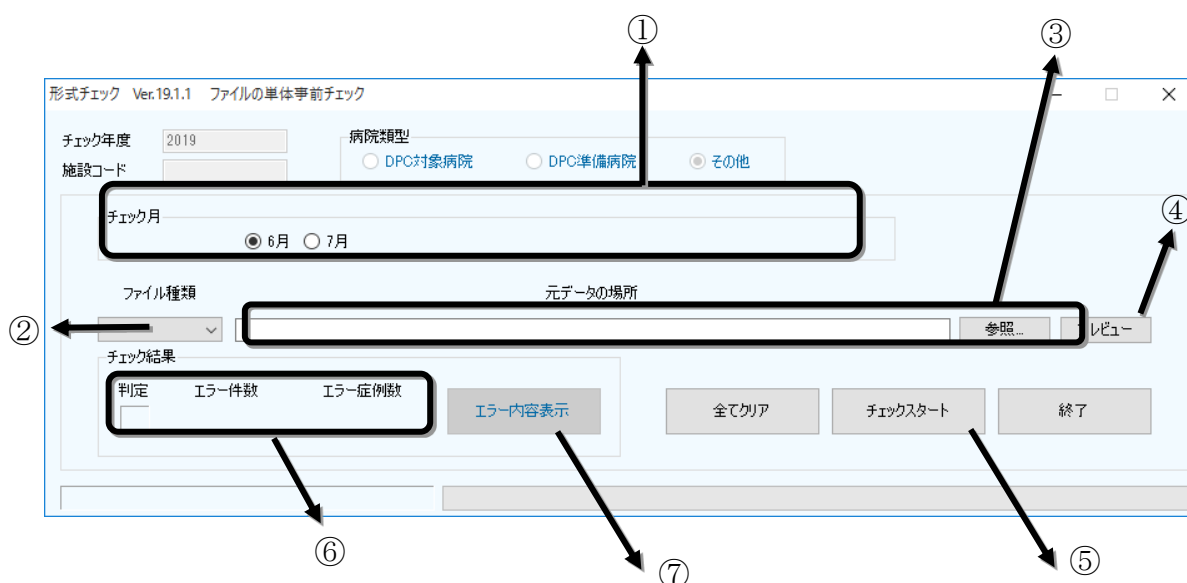 ①
③
形式チェック Ver.19.1.1 ファイルの単体事前チェック
チェック年度 2019
病院類型
DPC対象病院 DPC準備病院 その他
施設コード
④
チェック月
6月 7月
ファイル種類 元データの場所
②
参照... レビュー
チェック結果
判定 エラー件数 エラー症例数
エラー内容表示 全てクリア チェックスタート 終了
⑥
⑦
⑤